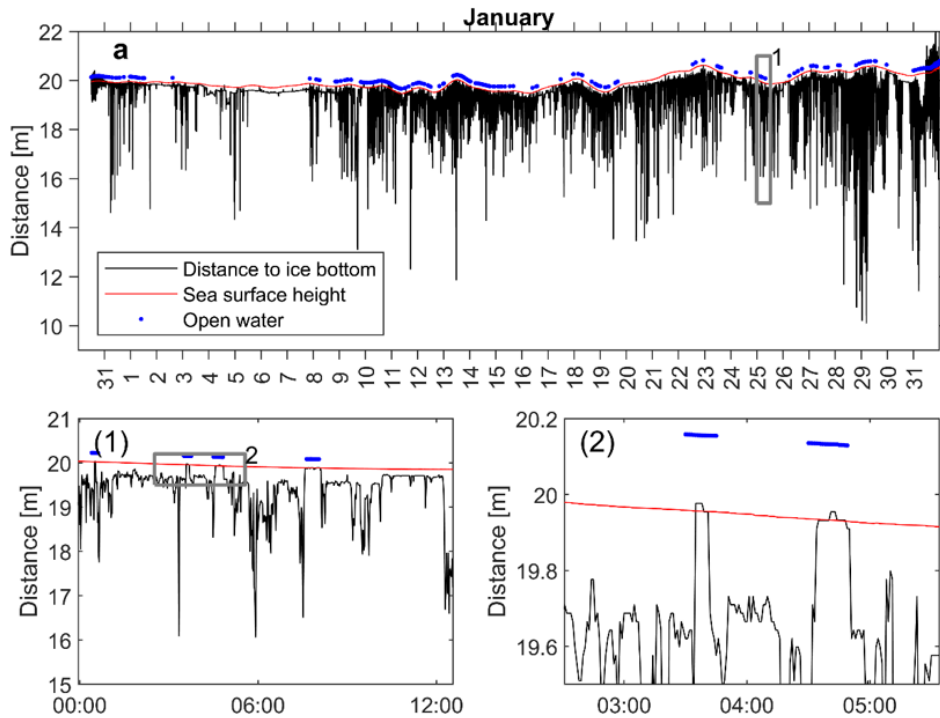 January
a
1
22
20
18
16
14
12
10
Distance [m]
Distance to ice bottom
Sea surface height
Open water
31 1 2 3 4 5 6 7 8 9 10 11 12 13 14 15 16 17 18 19 20 21 22 23 24 25 26 27 28 29 30 31
(1)
2
21
20
19
18
17
16
15
Distance [m]
00:00 06:00 12:00
(2)
20.2
20
19.8
19.6
Distance [m]
03:00 04:00 05:00